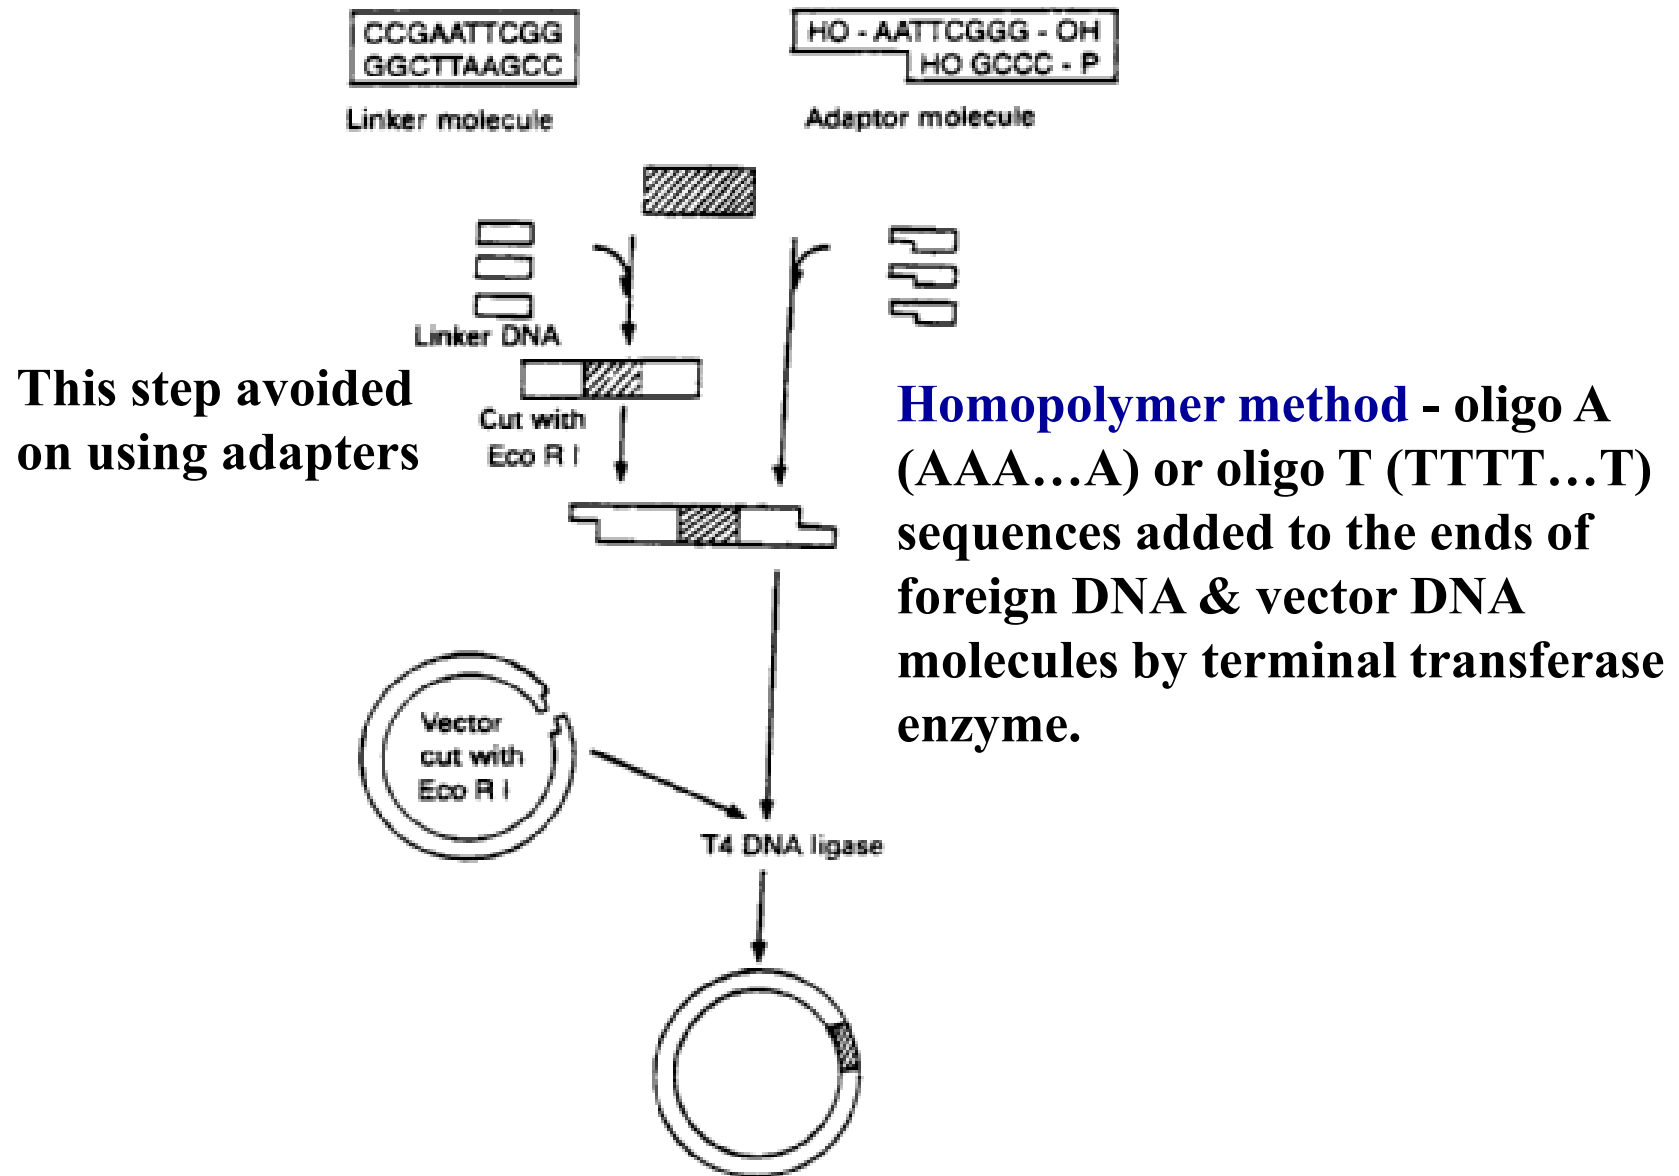 CCGAATTCGG
GGCTTAAGCC
Linker molecule
HO - AATTCGGG - OH
HO GCCC - P
Adaptor molecule
Linker DNA
This step avoided
on using adapters
Cut with
Eco R I
Homopolymer method - oligo A
(AAA…A) or oligo T (TTTT…T)
sequences added to the ends of
foreign DNA & vector DNA
molecules by terminal transferase
enzyme.
Vector
cut with
Eco R I
T4 DNA ligase